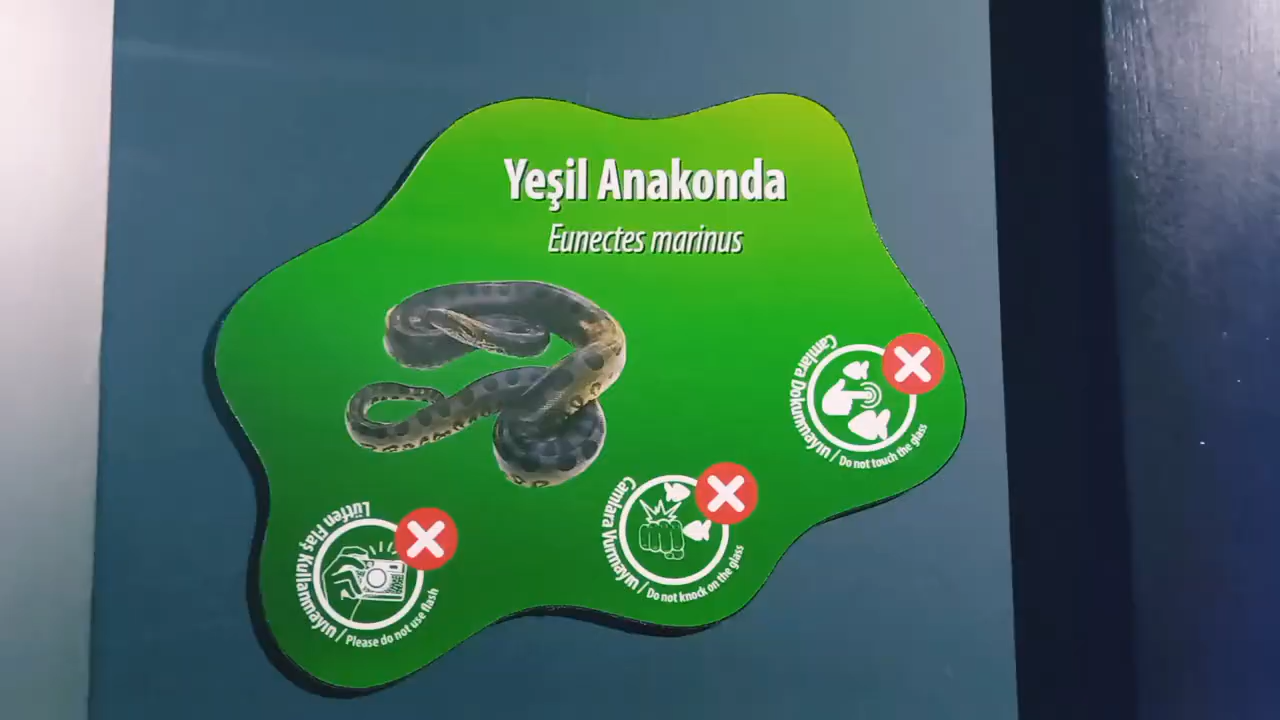 Yeşil Anakonda
Eunectes marinus
Camlara Dokunmayın / Do not touch the glass
Camlara Vurmayın / Do not knock on the glass
Lütfen Flaş Kullanmayın / Please do not use flash